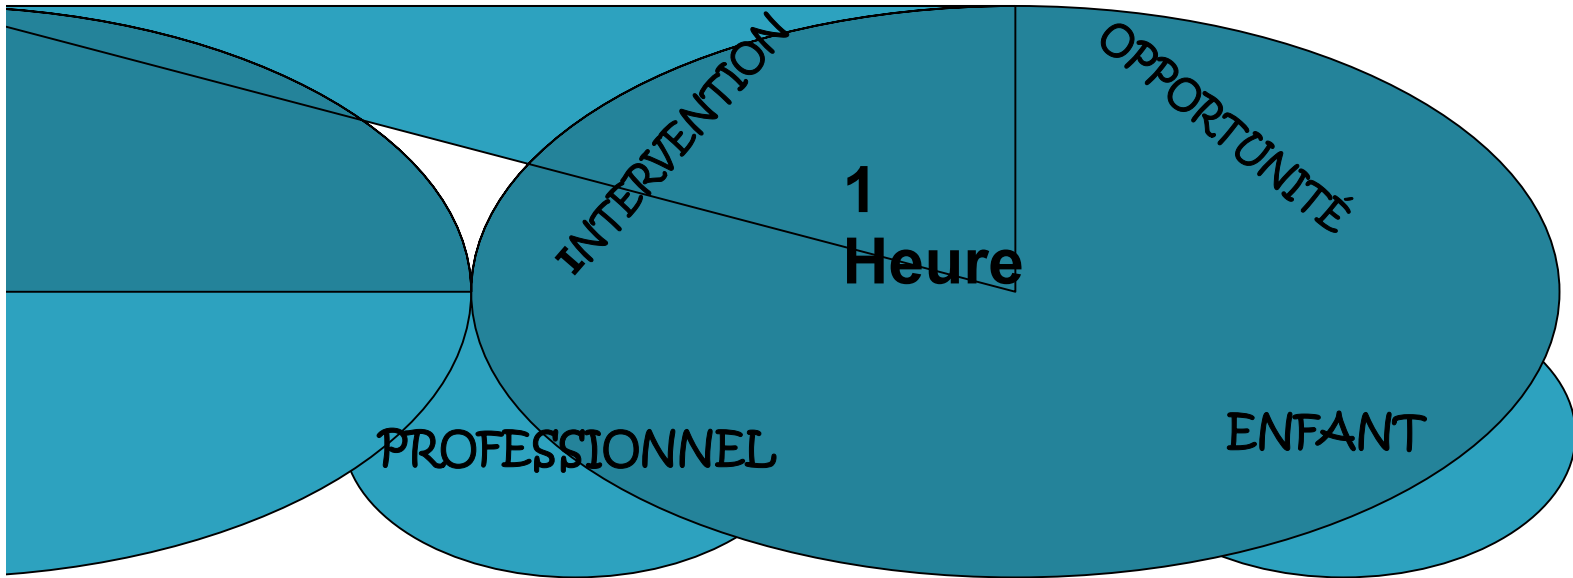 INTERVENTION
OPPORTUNITÉ
1
Heure
PROFESSIONNEL
ENFANT